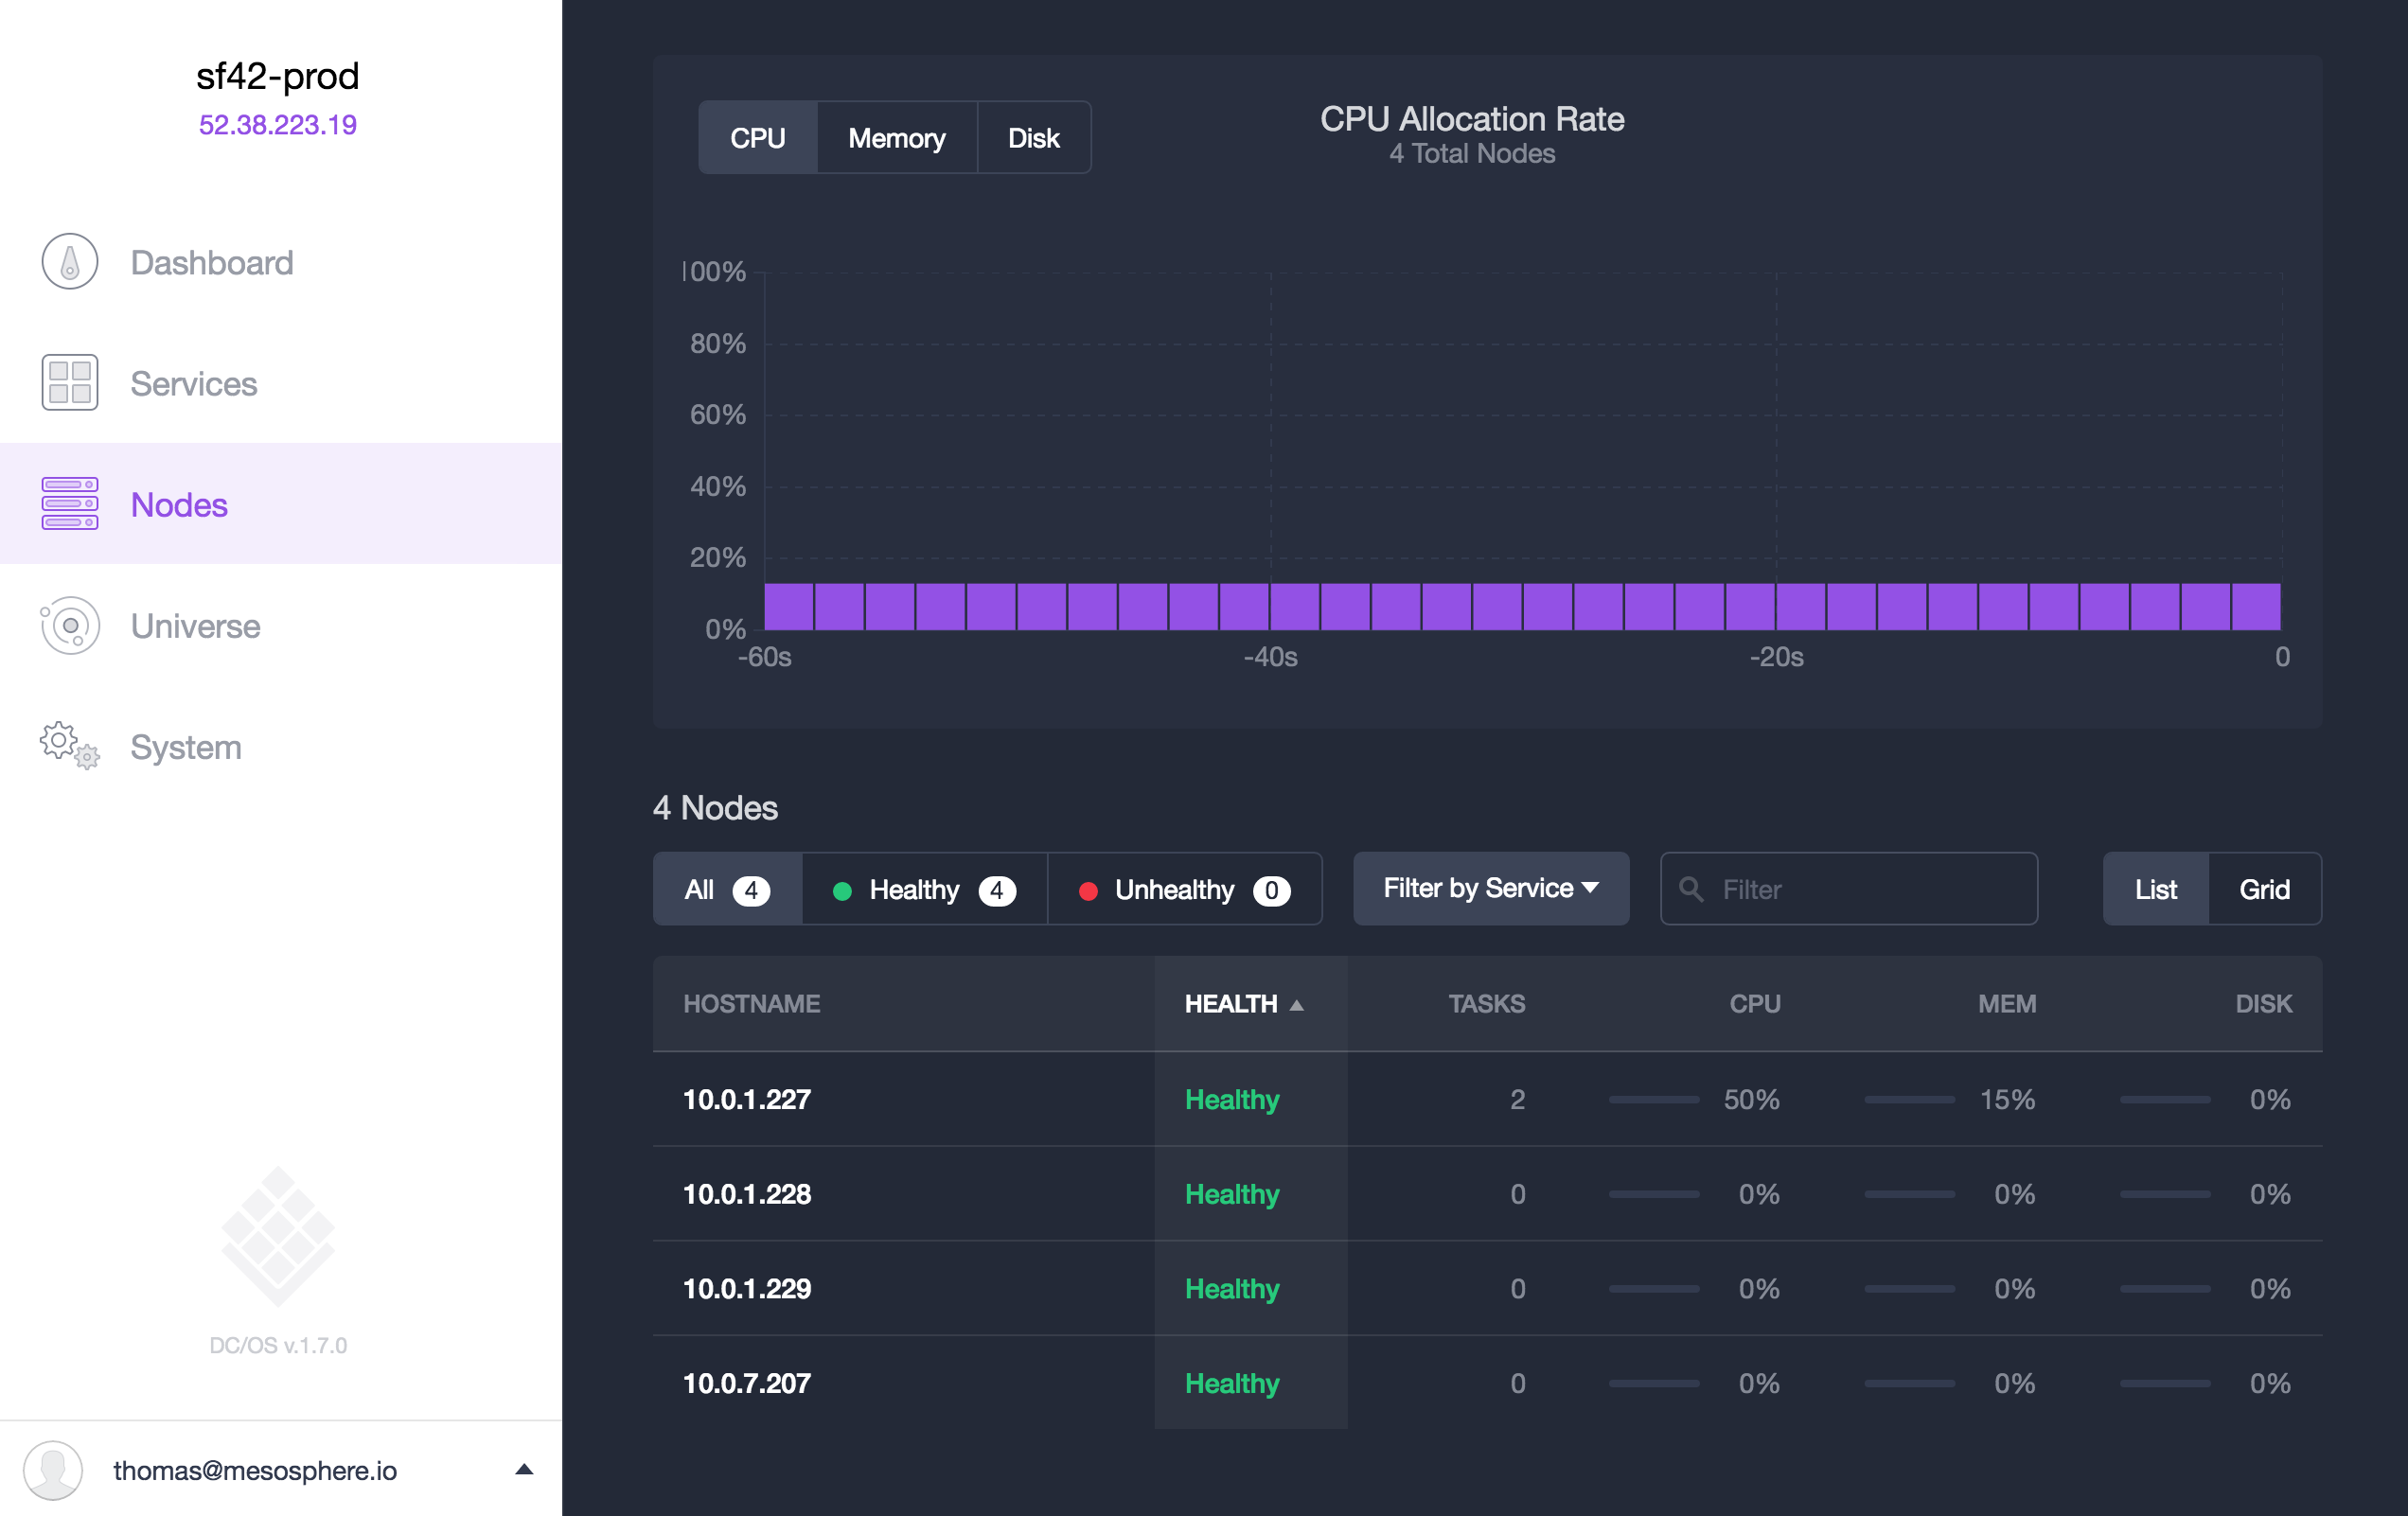 sf42-prod
52.38.223.19
Dashboard
Services
Nodes
Universe
System
DC/OS v.1.7.0
thomas@mesosphere.io
CPU Memory Disk
CPU Allocation Rate
4 Total Nodes
100%
80%
60%
40%
20%
0%
-60s -40s -20s 0
4 Nodes
All 4 Healthy 4 Unhealthy 0 Filter by Service Filter List Grid
HOSTNAME HEALTH TASKS CPU MEM DISK
10.0.1.227 Healthy 2 50% 15% 0%
10.0.1.228 Healthy 0 0% 0% 0%
10.0.1.229 Healthy 0 0% 0% 0%
10.0.7.207 Healthy 0 0% 0% 0%